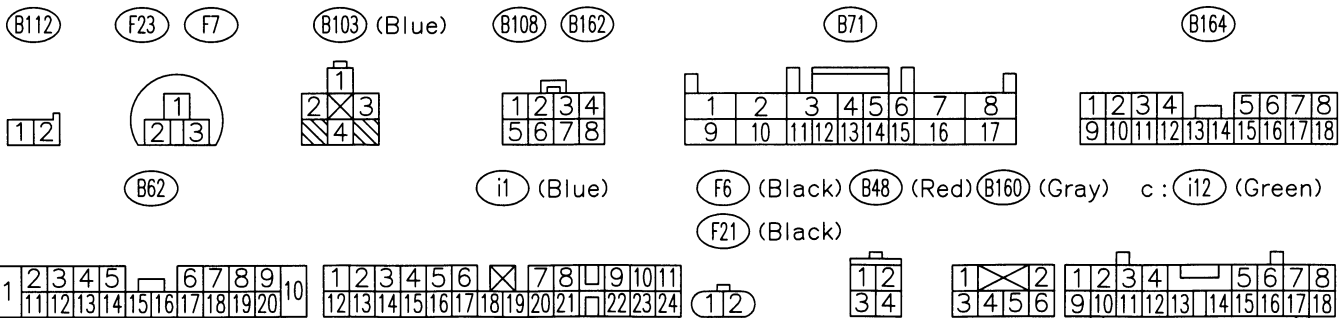 B112 F23 F7 B103 (Blue) B108 B162 B71 B164
1
1 2 3 4 1 2 3 4 5 6 7 8 1 2 3 4 5 6 7 8
1 2 2 3 2 3 4 5 6 7 8 9 10 11 12 13 14 15 16 17 9 10 11 12 13 14 15 16 17 18
1
4
B62 i1 (Blue) F6 (Black) B48 (Red) B160 (Gray) c : i12 (Green)
F21 (Black)
1 2 3 4 5 6 7 8 9 10 1 2 3 4 5 6 7 8 9 10 11 1 2 1 2 1 2 3 4 5 6 7 8
11 12 13 14 15 16 17 18 19 20 12 13 14 15 16 17 18 19 20 21 22 23 24 1 2 3 4 3 4 5 6 9 10 11 12 13 14 15 16 17 18